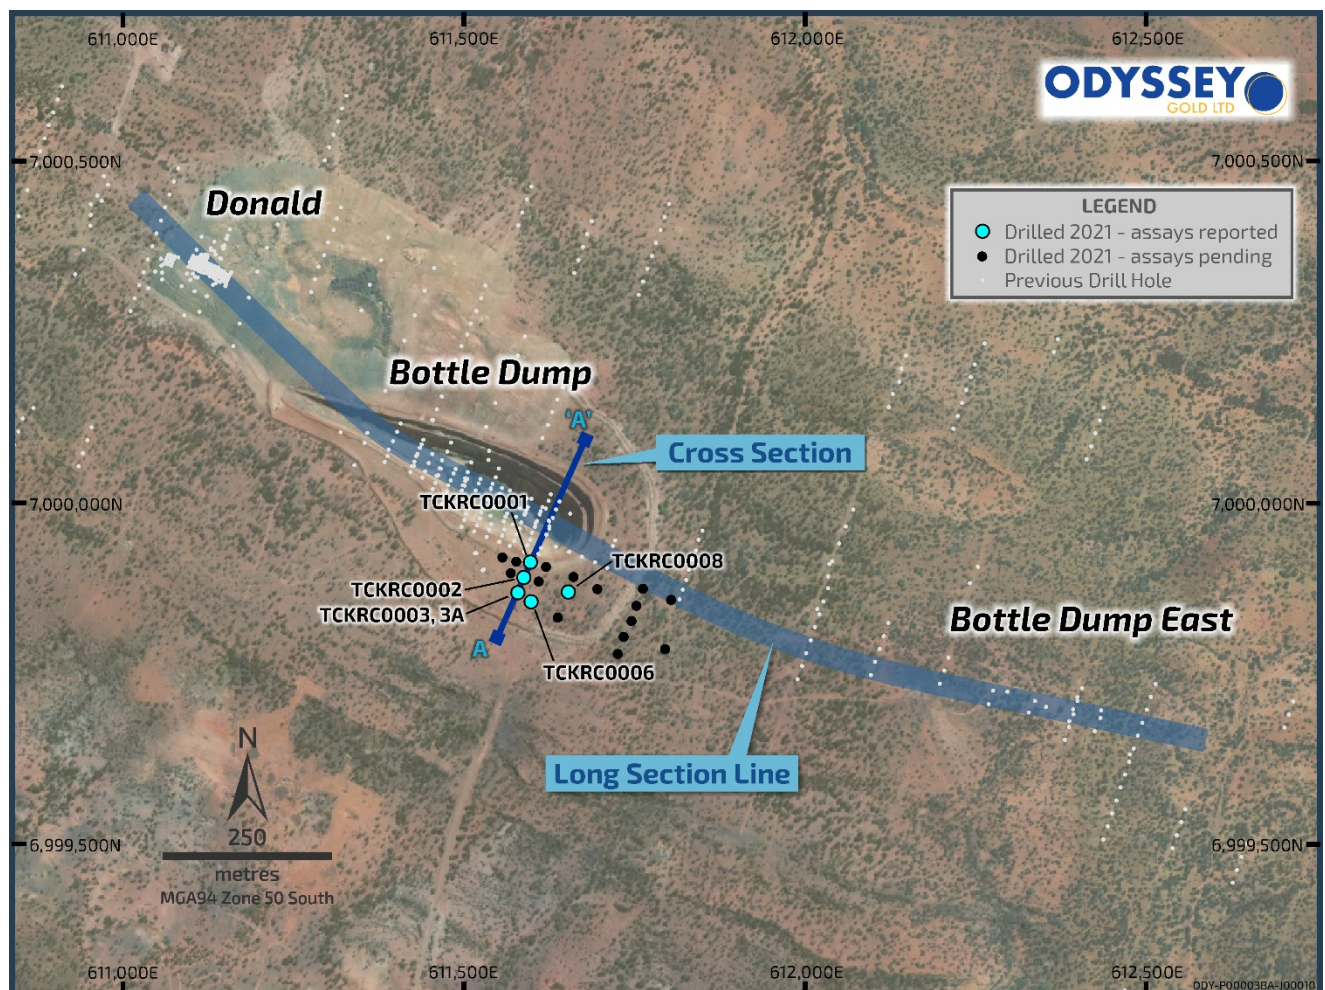 611,000E
611,500E
612,000E
612,500E
ODYSSEY
GOLD LTD
7,000,500N
7,000,500N
Donald
LEGEND
Drilled 2021 - assays reported
Drilled 2021 - assays pending
Previous Drill Hole
Bottle Dump
'A'
Cross Section
TCKRC0001
7,000,000N
7,000,000N
TCKRC0008
TCKRC0002
TCKRC0003, 3A
A
TCKRC0006
Bottle Dump East
Long Section Line
N
250
metres
MGA94 Zone 50 South
6,999,500N
6,999,500N
611,000E
611,500E
612,000E
612,500E
ODY-P00003BA-J00010